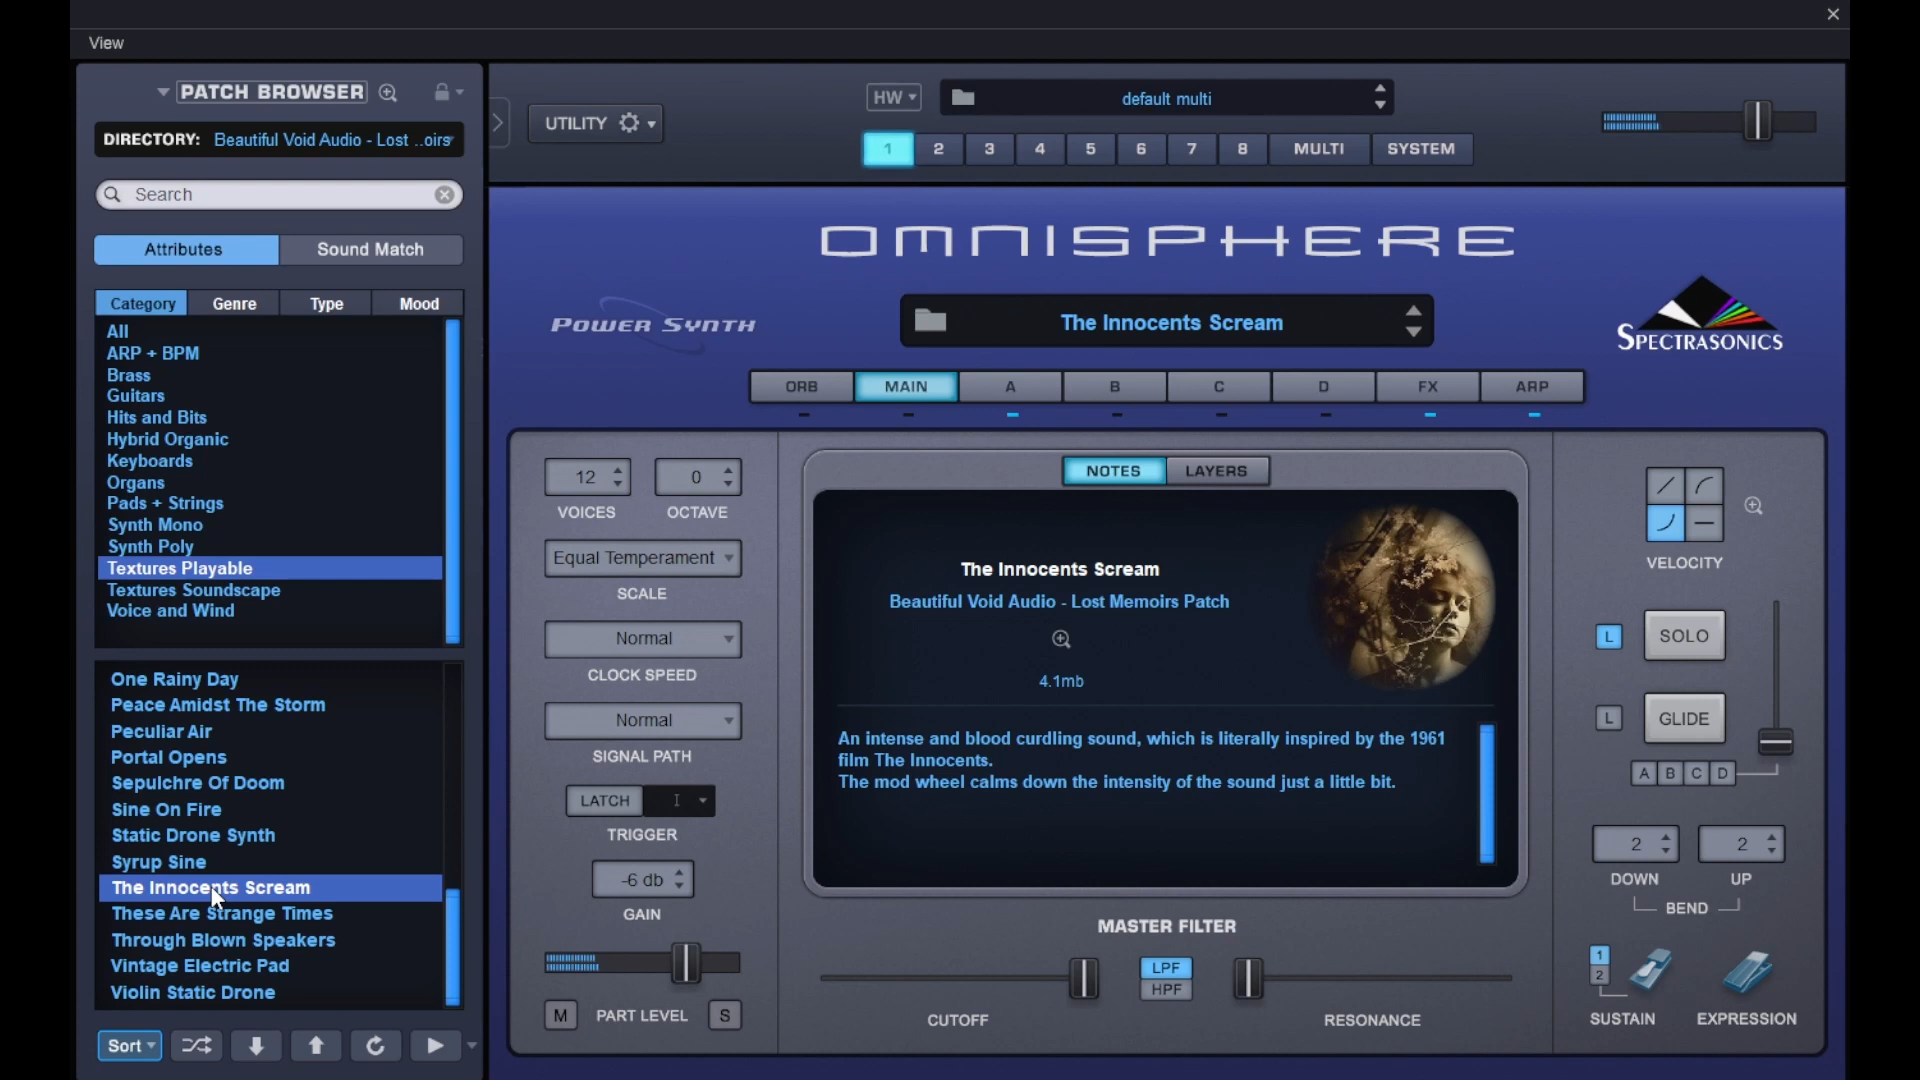 View
PATCH BROWSER
DIRECTORY: Beautiful Void Audio - Lost ..oirs
Search
Attributes
Sound Match
Category
Genre
Type
Mood
All
ARP + BPM
Brass
Guitars
Hits and Bits
Hybrid Organic
Keyboards
Organs
Pads + Strings
Synth Mono
Synth Poly
Textures Playable
Textures Soundscape
Voice and Wind
One Rainy Day
Peace Amidst The Storm
Peculiar Air
Portal Opens
Sepulchre Of Doom
Sine On Fire
Static Drone Synth
Syrup Sine
The Innocents Scream
These Are Strange Times
Through Blown Speakers
Vintage Electric Pad
Violin Static Drone
Sort
UTILITY
HW
default multi
1 2 3 4 5 6 7 8 MULTI SYSTEM
OMNISPHERE
POWER SYNTH
The Innocents Scream
SPECTRASONICS
ORB MAIN A B C D FX ARP
12
0
VOICES
OCTAVE
Equal Temperament
SCALE
Normal
CLOCK SPEED
Normal
SIGNAL PATH
LATCH
TRIGGER
-6 db
GAIN
M PART LEVEL S
NOTES LAYERS
The Innocents Scream
Beautiful Void Audio - Lost Memoirs Patch
4.1mb
An intense and blood curdling sound, which is literally inspired by the 1961
film The Innocents.
The mod wheel calms down the intensity of the sound just a little bit.
MASTER FILTER
LPF
HPF
CUTOFF
RESONANCE
VELOCITY
L SOLO
L GLIDE
A B C D
2
2
DOWN
UP
BEND
1
2
SUSTAIN
EXPRESSION